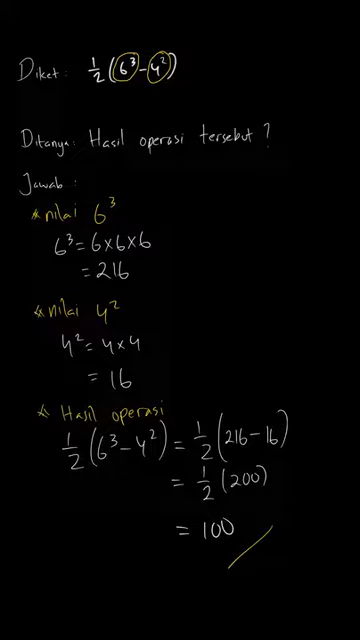 Diket: 1/2 (6³ - 4²)
Ditanya: Hasil operasi tersebut ?
Jawab:
* nilai 6³
6³ = 6 × 6 × 6
= 216
* nilai 4²
4² = 4 × 4
= 16
* Hasil operasi
1/2 (6³ - 4²) = 1/2 (216 - 16)
= 1/2 (200)
= 100